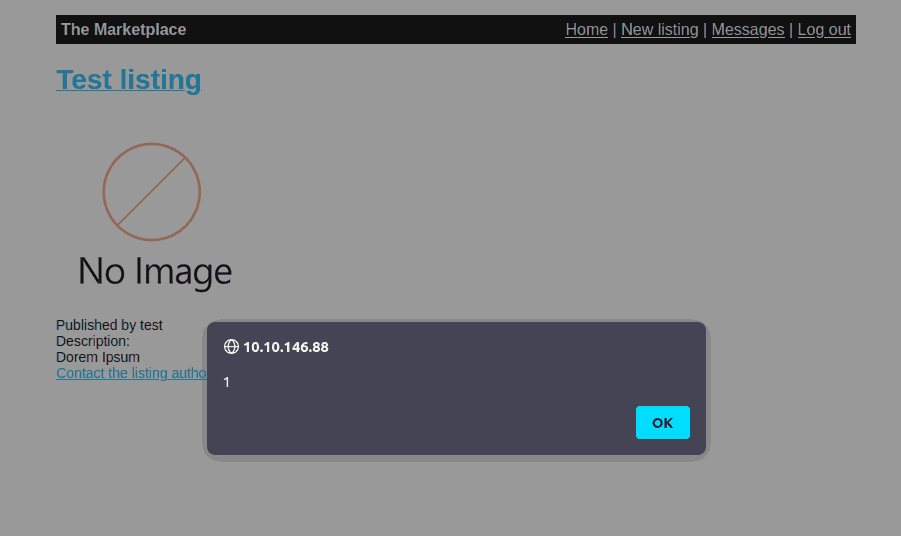 The Marketplace
Home | New listing | Messages | Log out
Test listing
No Image
Published by test
Description:
Dorem Ipsum
Contact the listing autho
10.10.146.88
1
OK